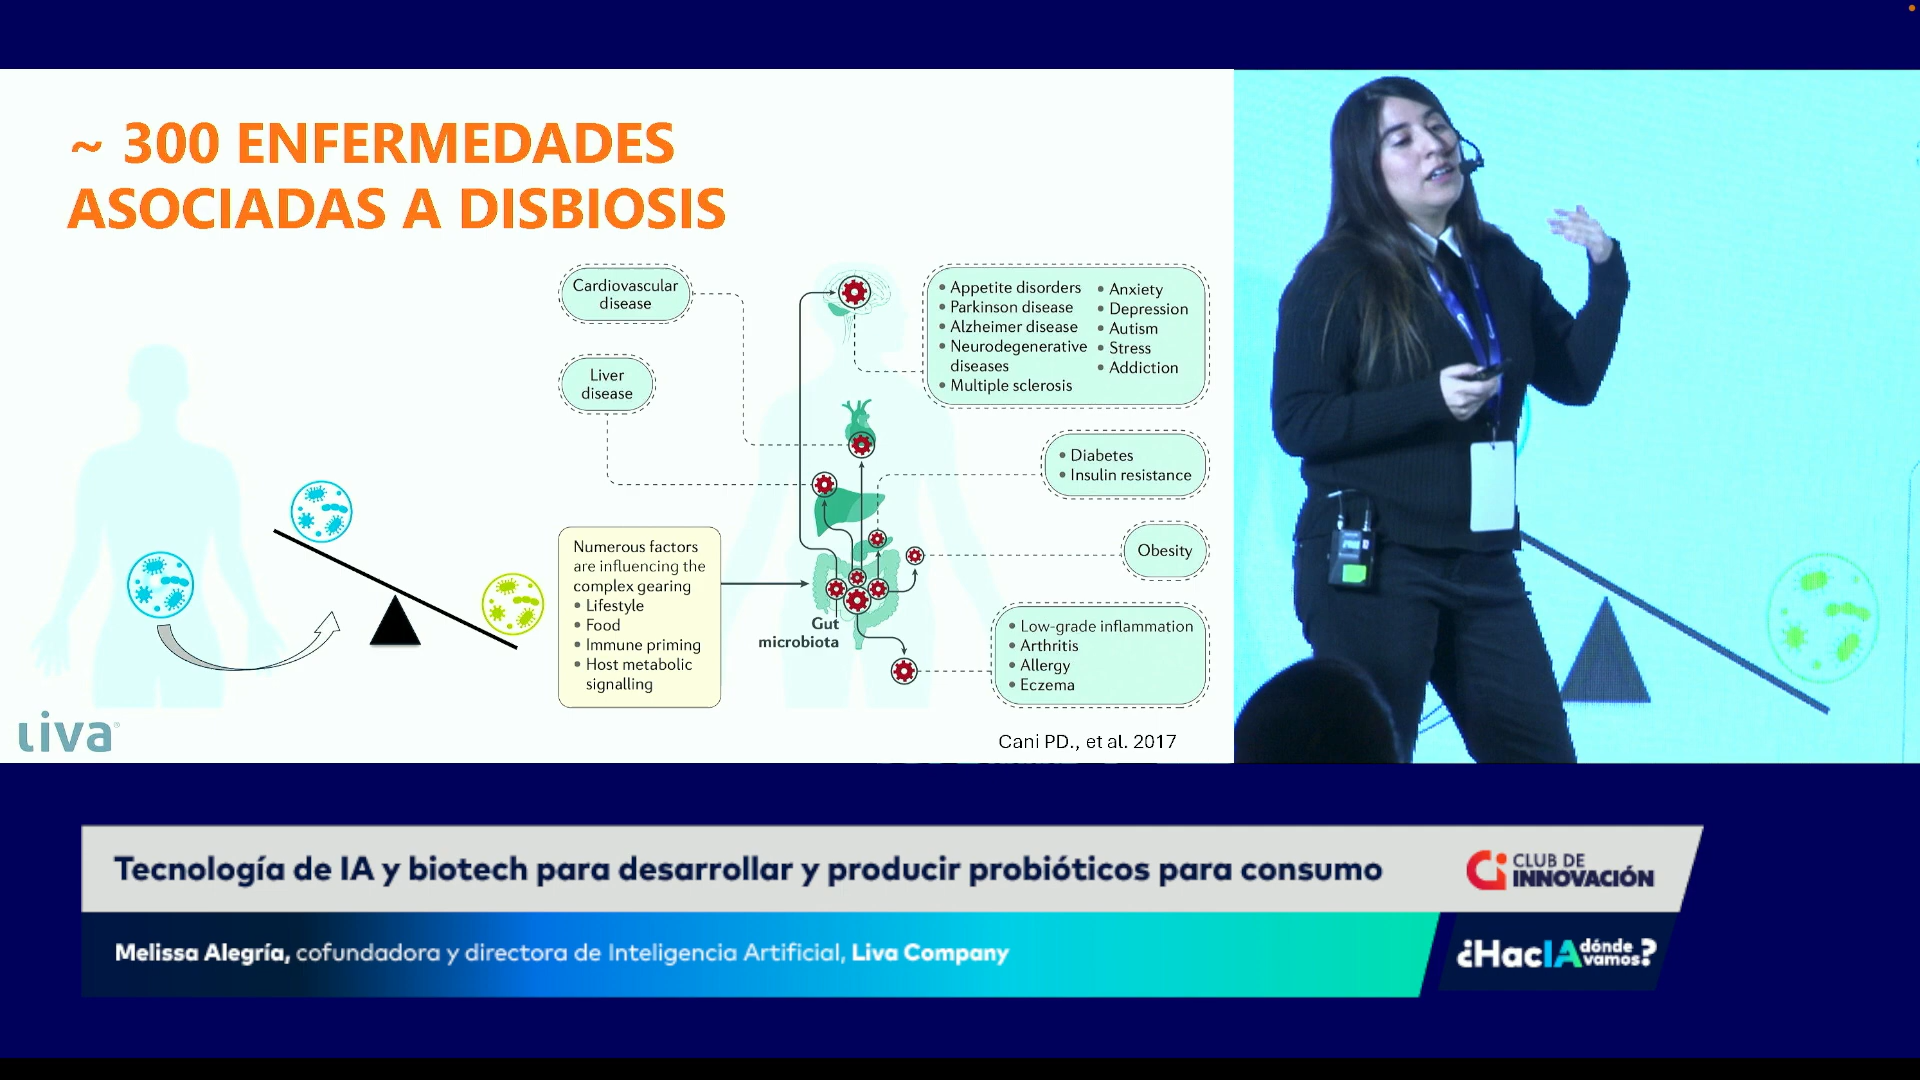 ~ 300 ENFERMEDADES
ASOCIADAS A DISBIOSIS
Cardiovascular
disease
Liver
disease
• Appetite disorders
• Parkinson disease
• Alzheimer disease
• Neurodegenerative
diseases
• Multiple sclerosis
• Anxiety
• Depression
• Autism
• Stress
• Addiction
• Diabetes
• Insulin resistance
Obesity
Numerous factors
are influencing the
complex gearing
• Lifestyle
• Food
• Immune priming
• Host metabolic
signalling
Gut
microbiota
• Low-grade inflammation
• Arthritis
• Allergy
• Eczema
liva®
Cani PD., et al. 2017
Tecnología de IA y biotech para desarrollar y producir probióticos para consumo
CLUB DE
INNOVACIÓN
Melissa Alegría, cofundadora y directora de Inteligencia Artificial, Liva Company
¿HacIA dónde
vamos?